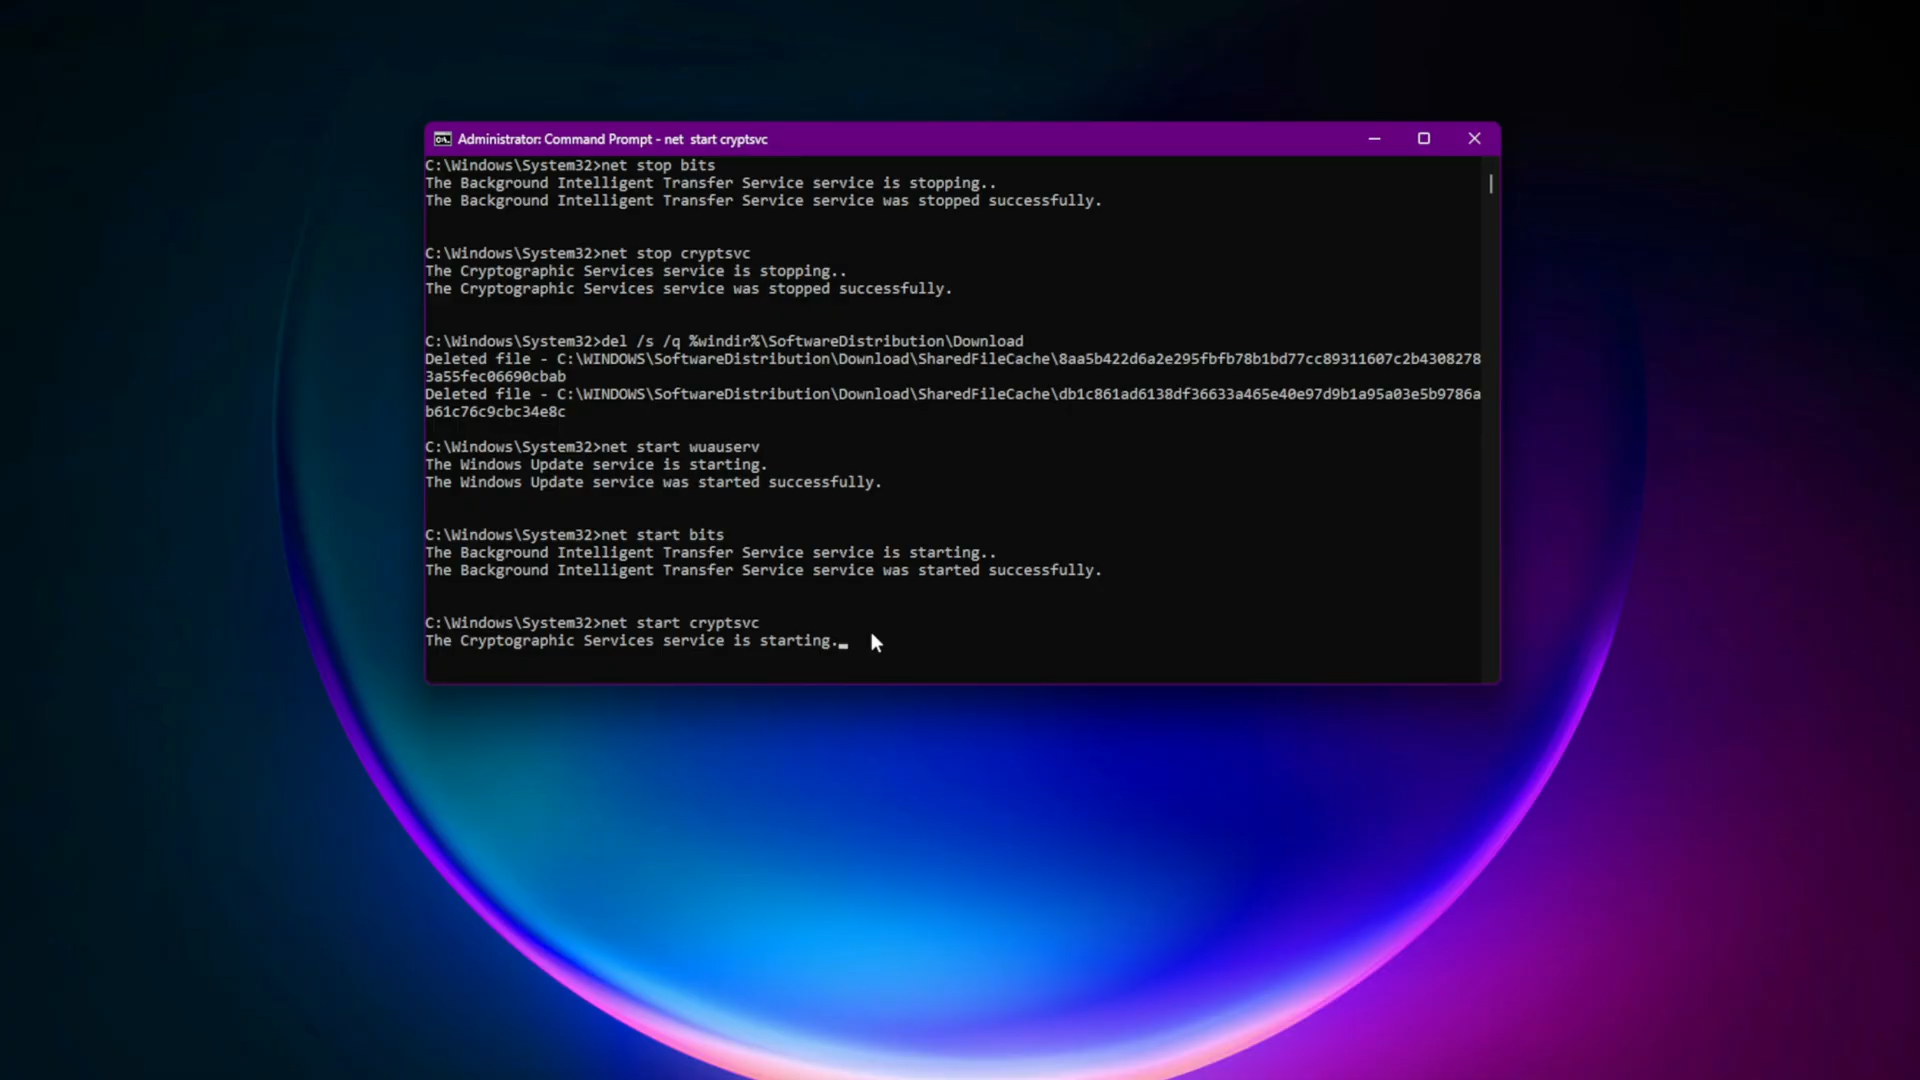 Administrator: Command Prompt - net  start cryptsvc
C:\Windows\System32>net stop bits
The Background Intelligent Transfer Service service is stopping..
The Background Intelligent Transfer Service service was stopped successfully.
C:\Windows\System32>net stop cryptsvc
The Cryptographic Services service is stopping..
The Cryptographic Services service was stopped successfully.
C:\Windows\System32>del /s /q %windir%\SoftwareDistribution\Download
Deleted file - C:\WINDOWS\SoftwareDistribution\Download\SharedFileCache\8aa5b422d6a2e295fbfb78b1bd77cc89311607c2b4308278
3a55fec06690cbab
Deleted file - C:\WINDOWS\SoftwareDistribution\Download\SharedFileCache\db1c861ad6138df36633a465e40e97d9b1a95a03e5b9786a
b61c76c9cbc34e8c
C:\Windows\System32>net start wuauserv
The Windows Update service is starting.
The Windows Update service was started successfully.
C:\Windows\System32>net start bits
The Background Intelligent Transfer Service service is starting..
The Background Intelligent Transfer Service service was started successfully.
C:\Windows\System32>net start cryptsvc
The Cryptographic Services service is starting.